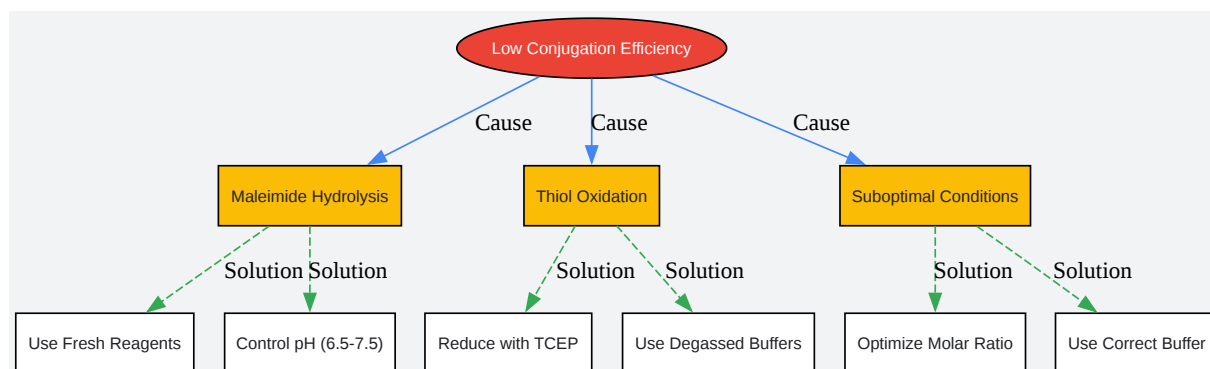 Low Conjugation Efficiency
Cause
Cause
Cause
Maleimide Hydrolysis
Thiol Oxidation
Suboptimal Conditions
Solution
Solution
Solution
Solution
Solution
Solution
Use Fresh Reagents
Control pH (6.5-7.5)
Reduce with TCEP
Use Degassed Buffers
Optimize Molar Ratio
Use Correct Buffer